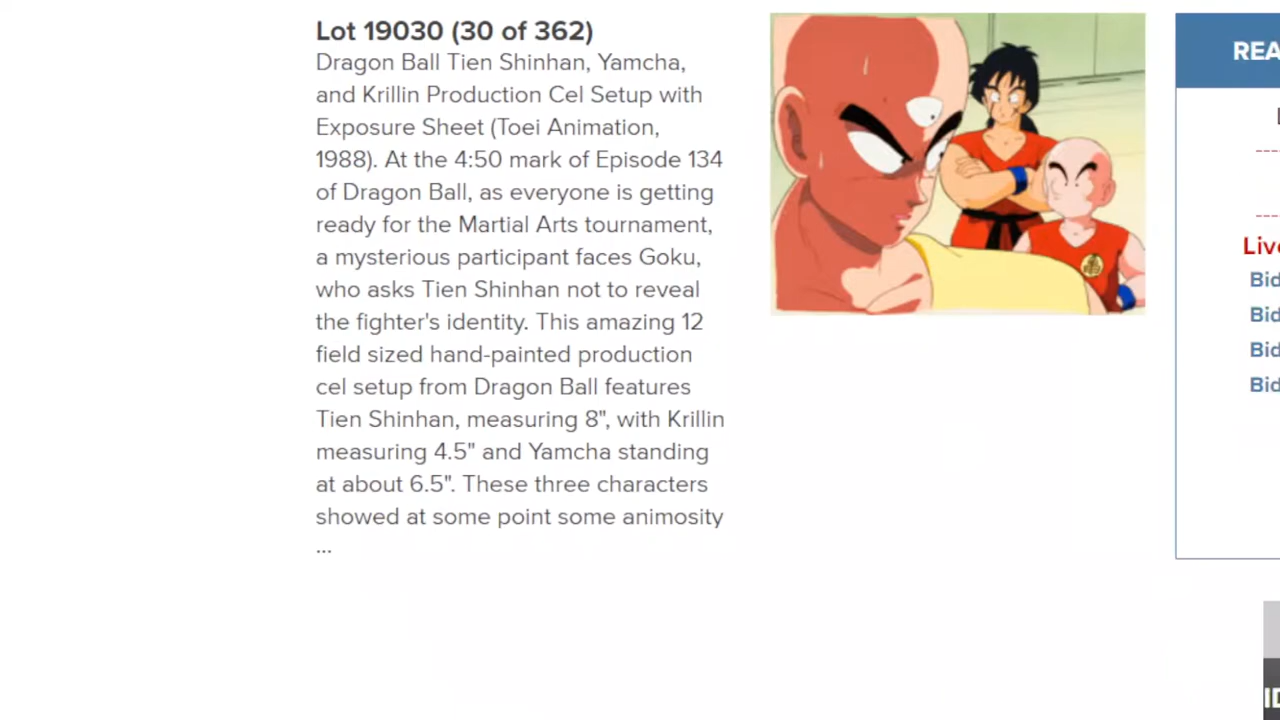 Lot 19030 (30 of 362)
Dragon Ball Tien Shinhan, Yamcha,
and Krillin Production Cel Setup with
Exposure Sheet (Toei Animation,
1988). At the 4:50 mark of Episode 134
of Dragon Ball, as everyone is getting
ready for the Martial Arts tournament,
a mysterious participant faces Goku,
who asks Tien Shinhan not to reveal
the fighter's identity. This amazing 12
field sized hand-painted production
cel setup from Dragon Ball features
Tien Shinhan, measuring 8", with Krillin
measuring 4.5" and Yamcha standing
at about 6.5". These three characters
showed at some point some animosity
...
REA
Live
Bid
Bid
Bid
Bid